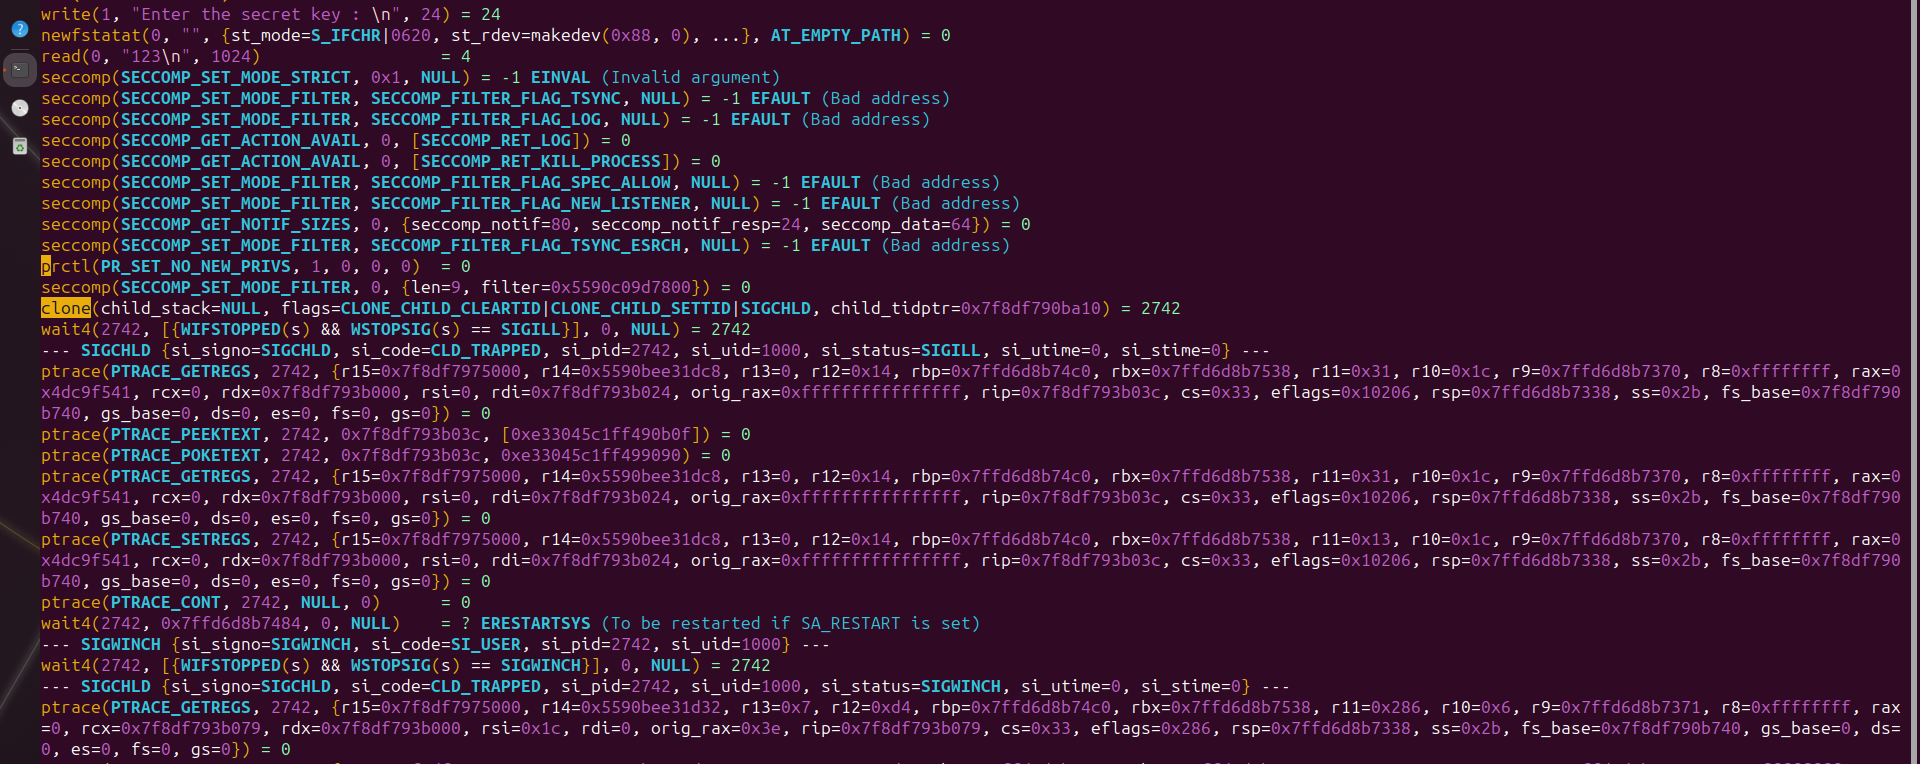 write(1, "Enter the secret key : \n", 24) = 24
newfstatat(0, "", {st_mode=S_IFCHR|0620, st_rdev=makedev(0x88, 0), ...}, AT_EMPTY_PATH) = 0
read(0, "123\n", 1024)                  = 4
seccomp(SECCOMP_SET_MODE_STRICT, 0x1, NULL) = -1 EINVAL (Invalid argument)
seccomp(SECCOMP_SET_MODE_FILTER, SECCOMP_FILTER_FLAG_TSYNC, NULL) = -1 EFAULT (Bad address)
seccomp(SECCOMP_SET_MODE_FILTER, SECCOMP_FILTER_FLAG_LOG, NULL) = -1 EFAULT (Bad address)
seccomp(SECCOMP_GET_ACTION_AVAIL, 0, [SECCOMP_RET_LOG]) = 0
seccomp(SECCOMP_GET_ACTION_AVAIL, 0, [SECCOMP_RET_KILL_PROCESS]) = 0
seccomp(SECCOMP_SET_MODE_FILTER, SECCOMP_FILTER_FLAG_SPEC_ALLOW, NULL) = -1 EFAULT (Bad address)
seccomp(SECCOMP_SET_MODE_FILTER, SECCOMP_FILTER_FLAG_NEW_LISTENER, NULL) = -1 EFAULT (Bad address)
seccomp(SECCOMP_GET_NOTIF_SIZES, 0, {seccomp_notif=80, seccomp_notif_resp=24, seccomp_data=64}) = 0
seccomp(SECCOMP_SET_MODE_FILTER, SECCOMP_FILTER_FLAG_TSYNC_ESRCH, NULL) = -1 EFAULT (Bad address)
prctl(PR_SET_NO_NEW_PRIVS, 1, 0, 0, 0)  = 0
seccomp(SECCOMP_SET_MODE_FILTER, 0, {len=9, filter=0x5590c09d7800}) = 0
clone(child_stack=NULL, flags=CLONE_CHILD_CLEARTID|CLONE_CHILD_SETTID|SIGCHLD, child_tidptr=0x7f8df790ba10) = 2742
wait4(2742, [{WIFSTOPPED(s) && WSTOPSIG(s) == SIGILL}], 0, NULL) = 2742
--- SIGCHLD {si_signo=SIGCHLD, si_code=CLD_TRAPPED, si_pid=2742, si_uid=1000, si_status=SIGILL, si_utime=0, si_stime=0} ---
ptrace(PTRACE_GETREGS, 2742, {r15=0x7f8df7975000, r14=0x5590bee31dc8, r13=0, r12=0x14, rbp=0x7ffd6d8b74c0, rbx=0x7ffd6d8b7538, r11=0x31, r10=0x1c, r9=0x7ffd6d8b7370, r8=0xffffffff, rax=0
x4dc9f541, rcx=0, rdx=0x7f8df793b000, rsi=0, rdi=0x7f8df793b024, orig_rax=0xffffffffffffffff, rip=0x7f8df793b03c, cs=0x33, eflags=0x10206, rsp=0x7ffd6d8b7338, ss=0x2b, fs_base=0x7f8df790
b740, gs_base=0, ds=0, es=0, fs=0, gs=0}) = 0
ptrace(PTRACE_PEEKTEXT, 2742, 0x7f8df793b03c, [0xe33045c1ff490b0f]) = 0
ptrace(PTRACE_POKETEXT, 2742, 0x7f8df793b03c, 0xe33045c1ff499090) = 0
ptrace(PTRACE_GETREGS, 2742, {r15=0x7f8df7975000, r14=0x5590bee31dc8, r13=0, r12=0x14, rbp=0x7ffd6d8b74c0, rbx=0x7ffd6d8b7538, r11=0x31, r10=0x1c, r9=0x7ffd6d8b7370, r8=0xffffffff, rax=0
x4dc9f541, rcx=0, rdx=0x7f8df793b000, rsi=0, rdi=0x7f8df793b024, orig_rax=0xffffffffffffffff, rip=0x7f8df793b03c, cs=0x33, eflags=0x10206, rsp=0x7ffd6d8b7338, ss=0x2b, fs_base=0x7f8df790
b740, gs_base=0, ds=0, es=0, fs=0, gs=0}) = 0
ptrace(PTRACE_SETREGS, 2742, {r15=0x7f8df7975000, r14=0x5590bee31dc8, r13=0, r12=0x14, rbp=0x7ffd6d8b74c0, rbx=0x7ffd6d8b7538, r11=0x13, r10=0x1c, r9=0x7ffd6d8b7370, r8=0xffffffff, rax=0
x4dc9f541, rcx=0, rdx=0x7f8df793b000, rsi=0, rdi=0x7f8df793b024, orig_rax=0xffffffffffffffff, rip=0x7f8df793b03c, cs=0x33, eflags=0x10206, rsp=0x7ffd6d8b7338, ss=0x2b, fs_base=0x7f8df790
b740, gs_base=0, ds=0, es=0, fs=0, gs=0}) = 0
ptrace(PTRACE_CONT, 2742, NULL, 0)      = 0
wait4(2742, 0x7ffd6d8b7484, 0, NULL)    = ? ERESTARTSYS (To be restarted if SA_RESTART is set)
--- SIGWINCH {si_signo=SIGWINCH, si_code=SI_USER, si_pid=2742, si_uid=1000} ---
wait4(2742, [{WIFSTOPPED(s) && WSTOPSIG(s) == SIGWINCH}], 0, NULL) = 2742
--- SIGCHLD {si_signo=SIGCHLD, si_code=CLD_TRAPPED, si_pid=2742, si_uid=1000, si_status=SIGWINCH, si_utime=0, si_stime=0} ---
ptrace(PTRACE_GETREGS, 2742, {r15=0x7f8df7975000, r14=0x5590bee31d32, r13=0x7, r12=0xd4, rbp=0x7ffd6d8b74c0, rbx=0x7ffd6d8b7538, r11=0x286, r10=0x6, r9=0x7ffd6d8b7371, r8=0xffffffff, rax
=0, rcx=0x7f8df793b079, rdx=0x7f8df793b000, rsi=0x1c, rdi=0, orig_rax=0x3e, rip=0x7f8df793b079, cs=0x33, eflags=0x286, rsp=0x7ffd6d8b7338, ss=0x2b, fs_base=0x7f8df790b740, gs_base=0, ds=
0, es=0, fs=0, gs=0}) = 0